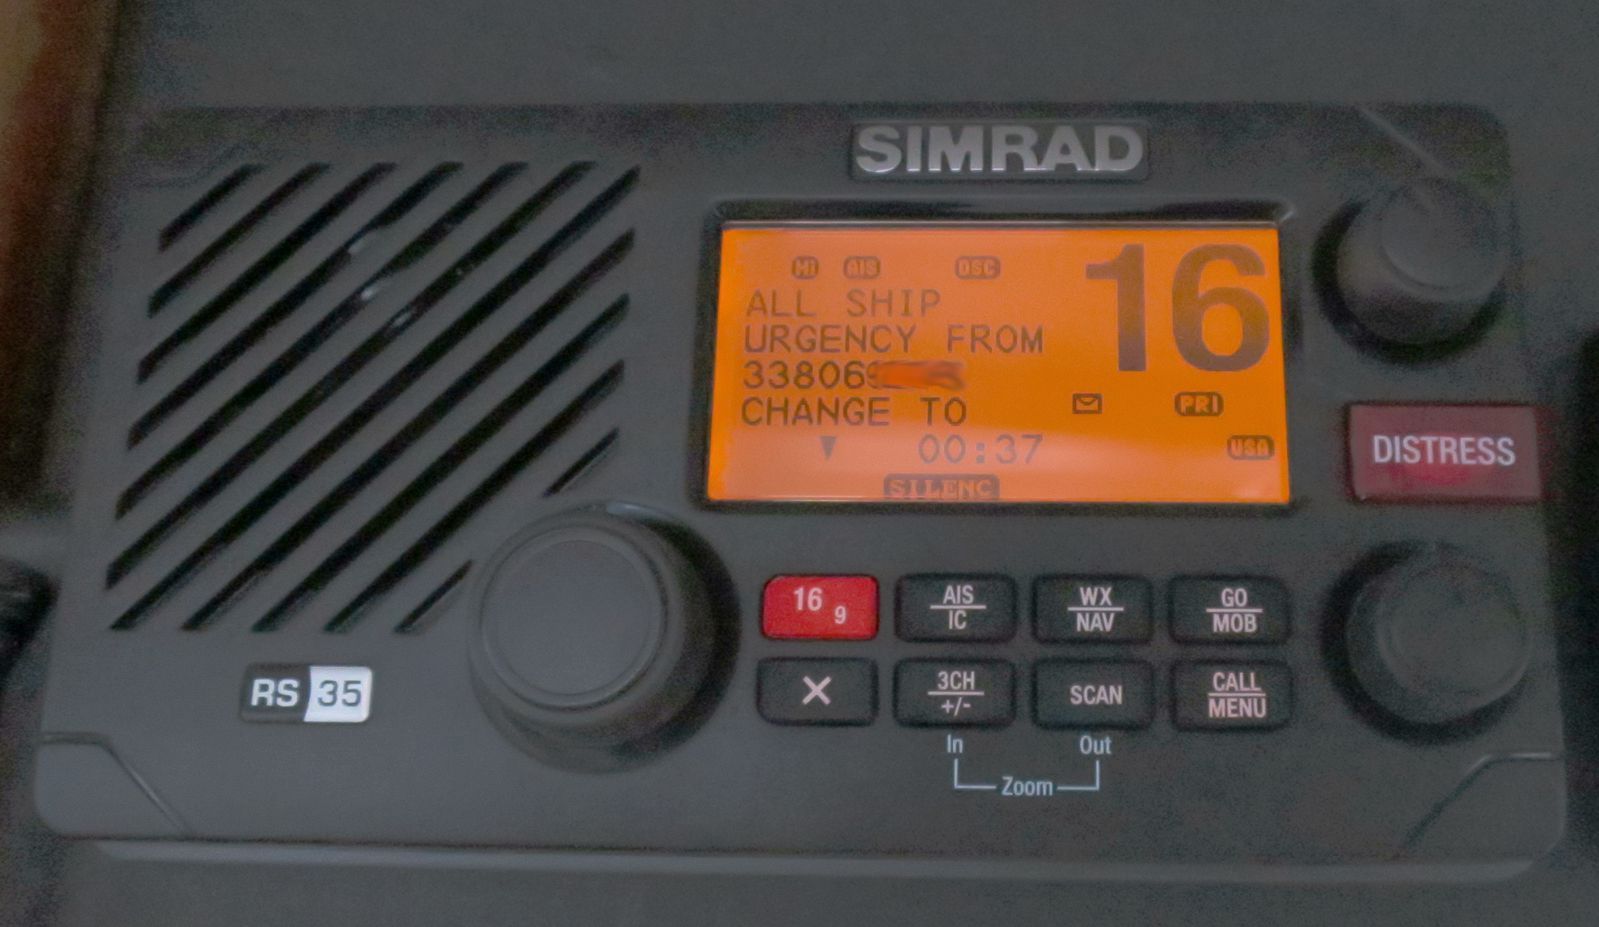 SIMRAD
HI AIS DSC
16
ALL SHIP
URGENCY FROM
33806
CHANGE TO
PRI
00:37
USA
SILENC
DISTRESS
16 9
AIS IC
WX NAV
GO MOB
RS 35
X
3CH +/-
SCAN
CALL MENU
In Out
Zoom